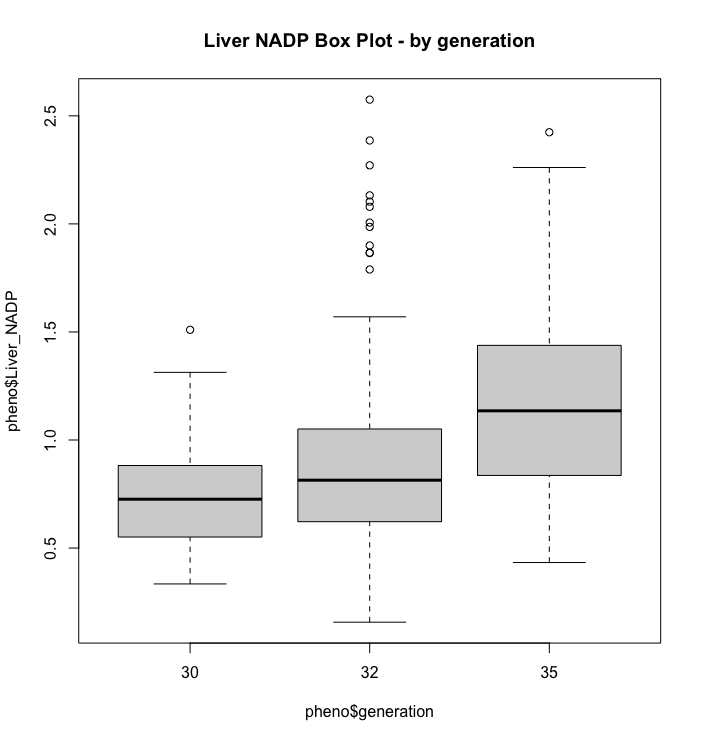 Liver NADP Box Plot - by generation
pheno$Liver_NADP
2.5
2.0
1.5
1.0
0.5
30 32 35
pheno$generation